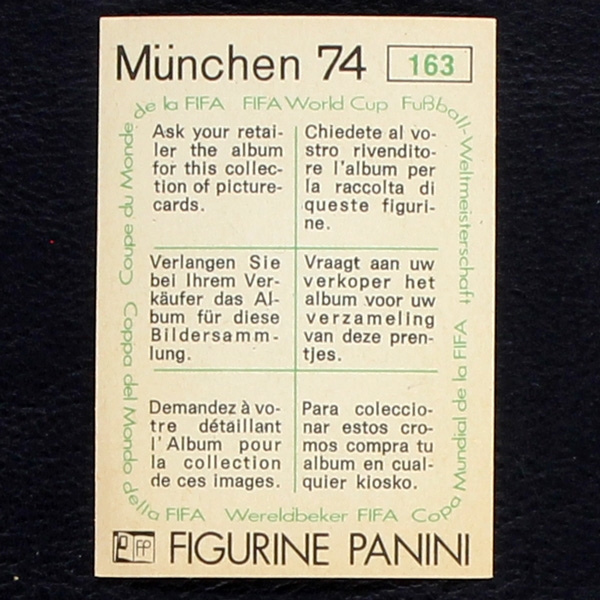 München 74 163
de la FIFA FIFA World Cup Fußball-Weltmeisterschaft
Ask your retai-
ler the album
for this collec-
tion of picture-
cards.
Chiedete al vo-
stro rivendito-
re l'album per
la raccolta di
queste figuri-
ne.
Verlangen Sie
bei Ihrem Ver-
käufer das Al-
bum für diese
Bildersamm-
lung.
Vraagt aan uw
verkoper het
album voor uw
verzameling
van deze pren-
tjes.
Demandez à vo-
tre détaillant
l'Album pour
la collection
de ces images.
Para coleccio-
nar estos cro-
mos compra tu
album en cual-
quier kiosko.
Coupe du Monde
Coppa del Mondo della FIFA
Wereldbeker FIFA
Copa Mundial de la FIFA
FP FIGURINE PANINI